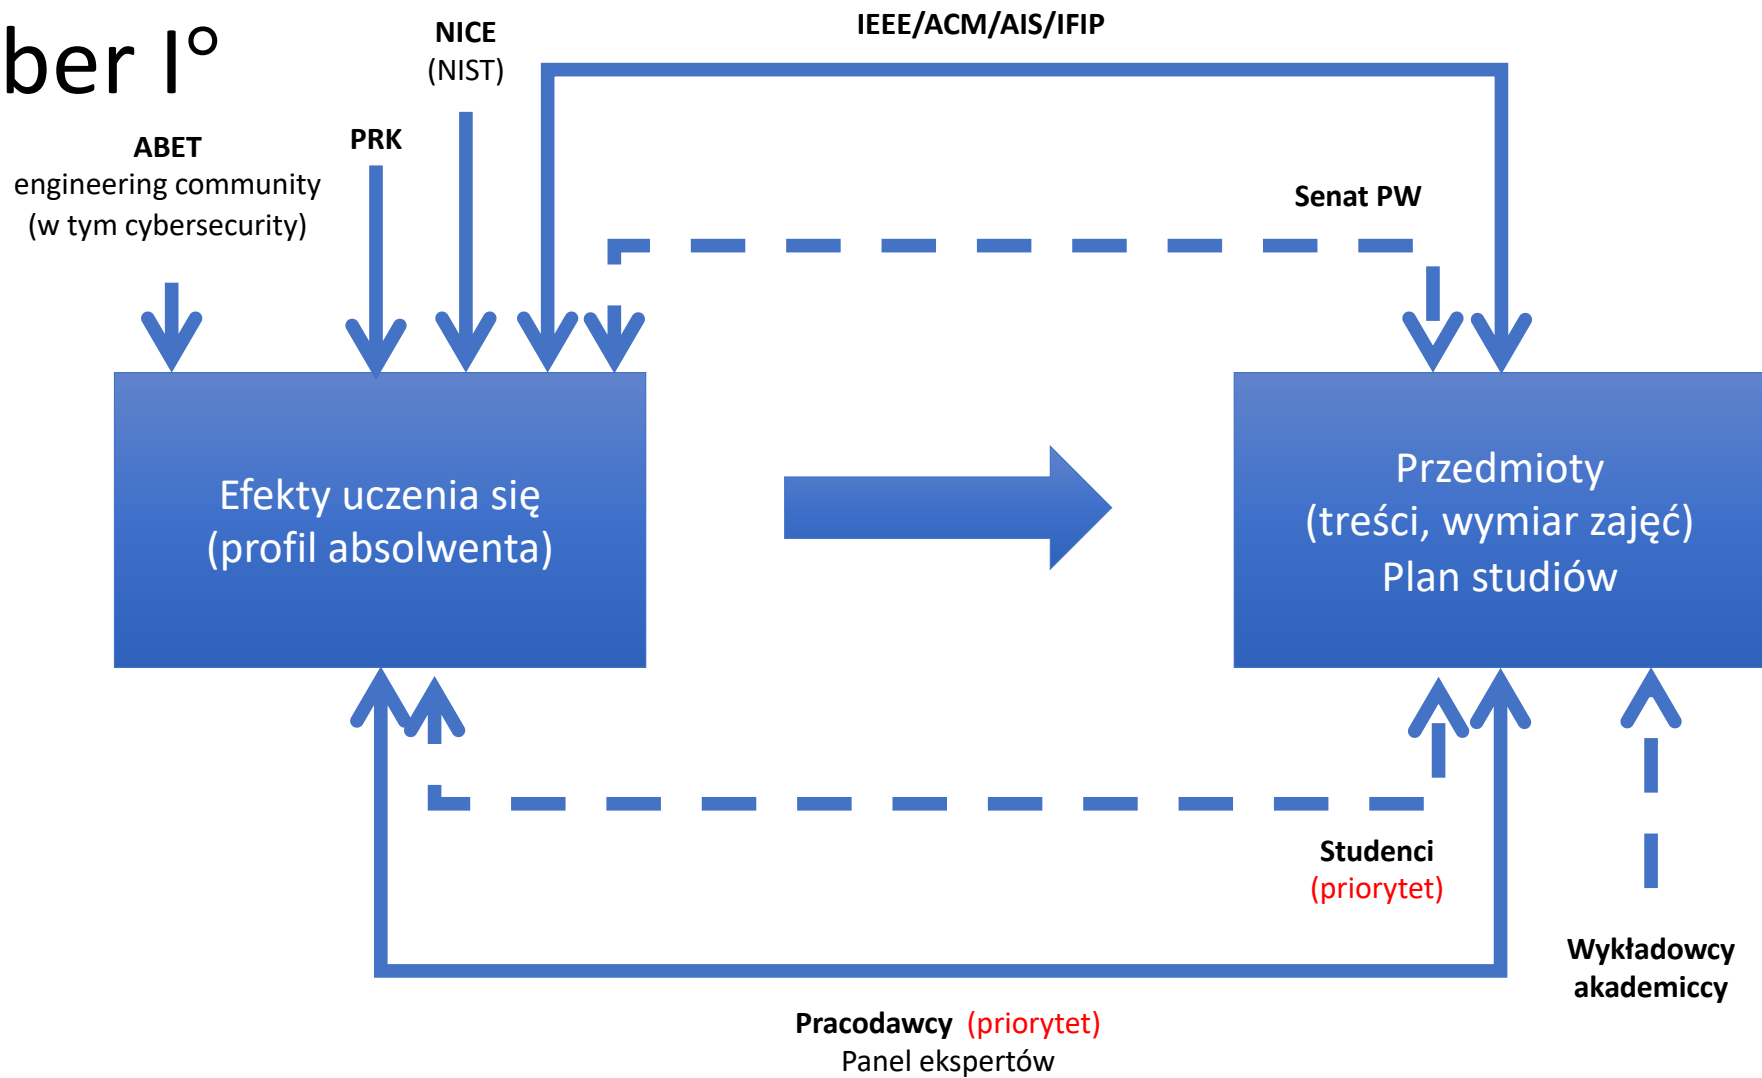 ber I°
NICE
(NIST)
IEEE/ACM/AIS/IFIP
ABET
engineering community
(w tym cybersecurity)
PRK
Senat PW
Efekty uczenia się
(profil absolwenta)
Przedmioty
(treści, wymiar zajęć)
Plan studiów
Studenci
(priorytet)
Wykładowcy
akademiccy
Pracodawcy (priorytet)
Panel ekspertów